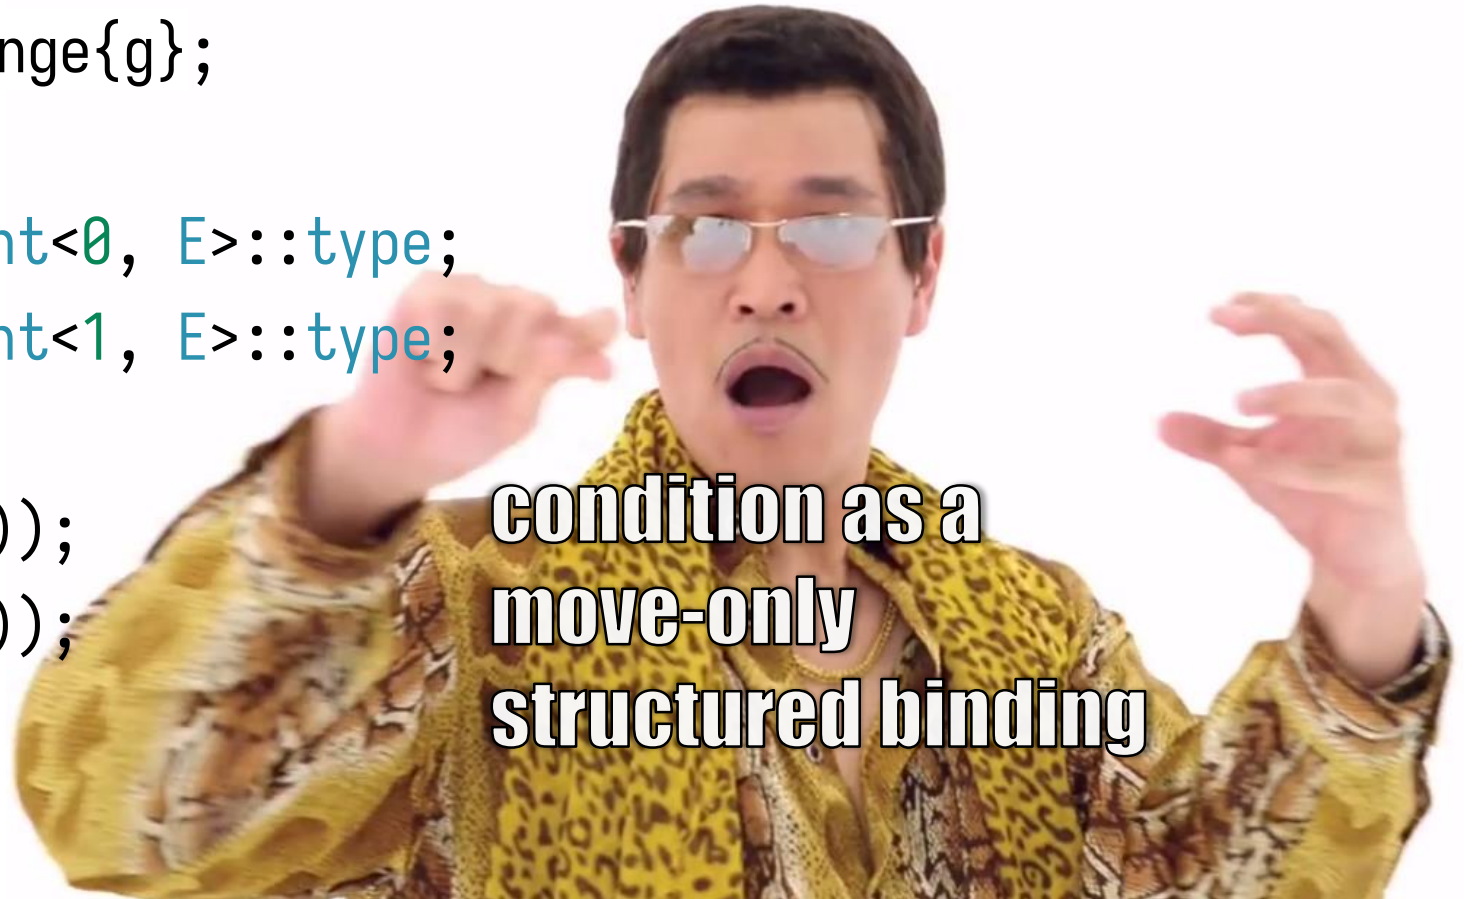 nge{g};
nt<0, E>::type;
nt<1, E>::type;
));
));
condition as a
move-only
structured binding